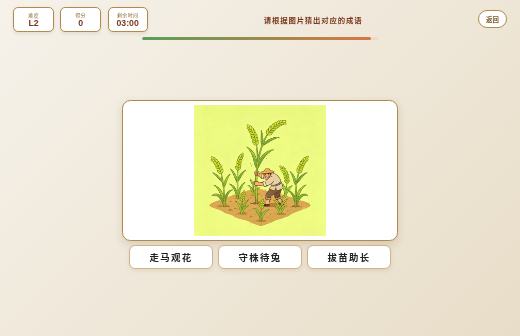 难度
L2
得分
0
剩余时间
03:00
请根据图片猜出对应的成语
返回
走马观花
守株待兔
拔苗助长